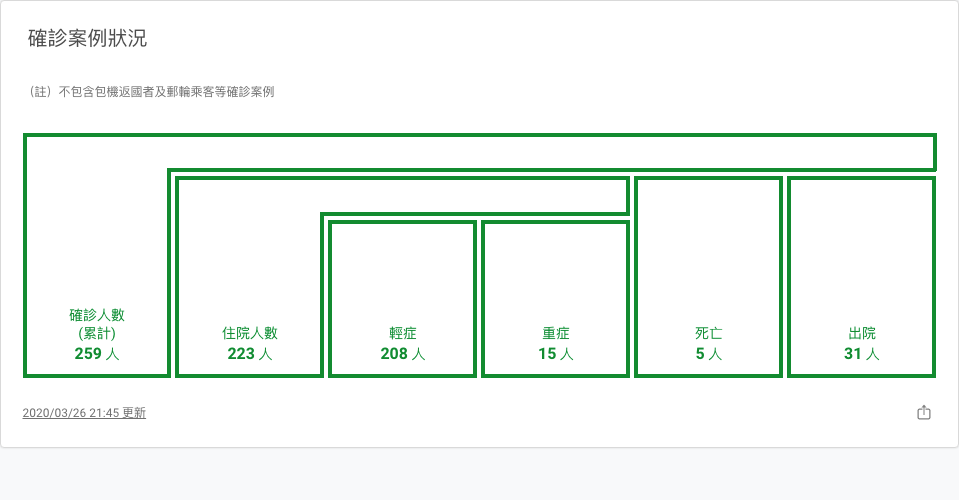 確診案例狀況
（註）不包含包機返國者及郵輪乘客等確診案例
確診人數
(累計)
259 人
住院人數
223 人
輕症
208 人
重症
15 人
死亡
5 人
出院
31 人
2020/03/26 21:45 更新